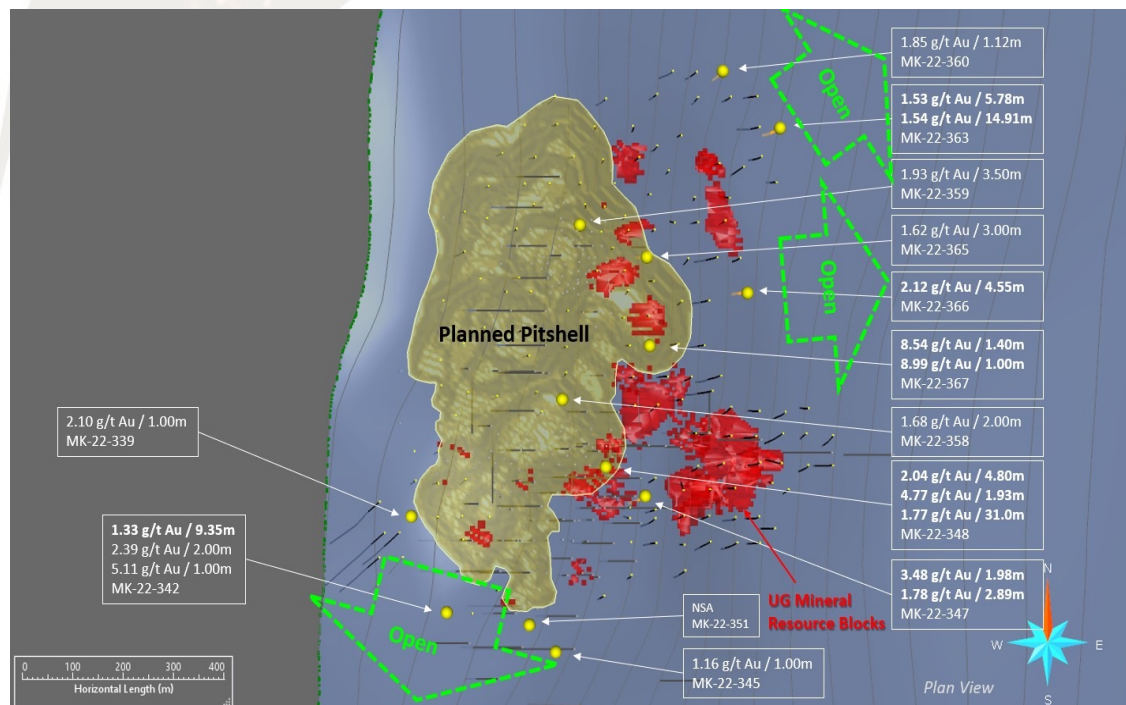 1.85 g/t Au / 1.12m
MK-22-360
1.53 g/t Au / 5.78m
1.54 g/t Au / 14.91m
MK-22-363
Open
1.93 g/t Au / 3.50m
MK-22-359
1.62 g/t Au / 3.00m
MK-22-365
Open
2.12 g/t Au / 4.55m
MK-22-366
Planned Pitshell
8.54 g/t Au / 1.40m
8.99 g/t Au / 1.00m
MK-22-367
2.10 g/t Au / 1.00m
MK-22-339
1.68 g/t Au / 2.00m
MK-22-358
2.04 g/t Au / 4.80m
4.77 g/t Au / 1.93m
1.77 g/t Au / 31.0m
MK-22-348
1.33 g/t Au / 9.35m
2.39 g/t Au / 2.00m
5.11 g/t Au / 1.00m
MK-22-342
3.48 g/t Au / 1.98m
1.78 g/t Au / 2.89m
MK-22-347
UG Mineral
Resource Blocks
NSA
MK-22-351
Open
1.16 g/t Au / 1.00m
MK-22-345
N
W
E
S
0 100 200 300 400
Horizontal Length (m)
Plan View